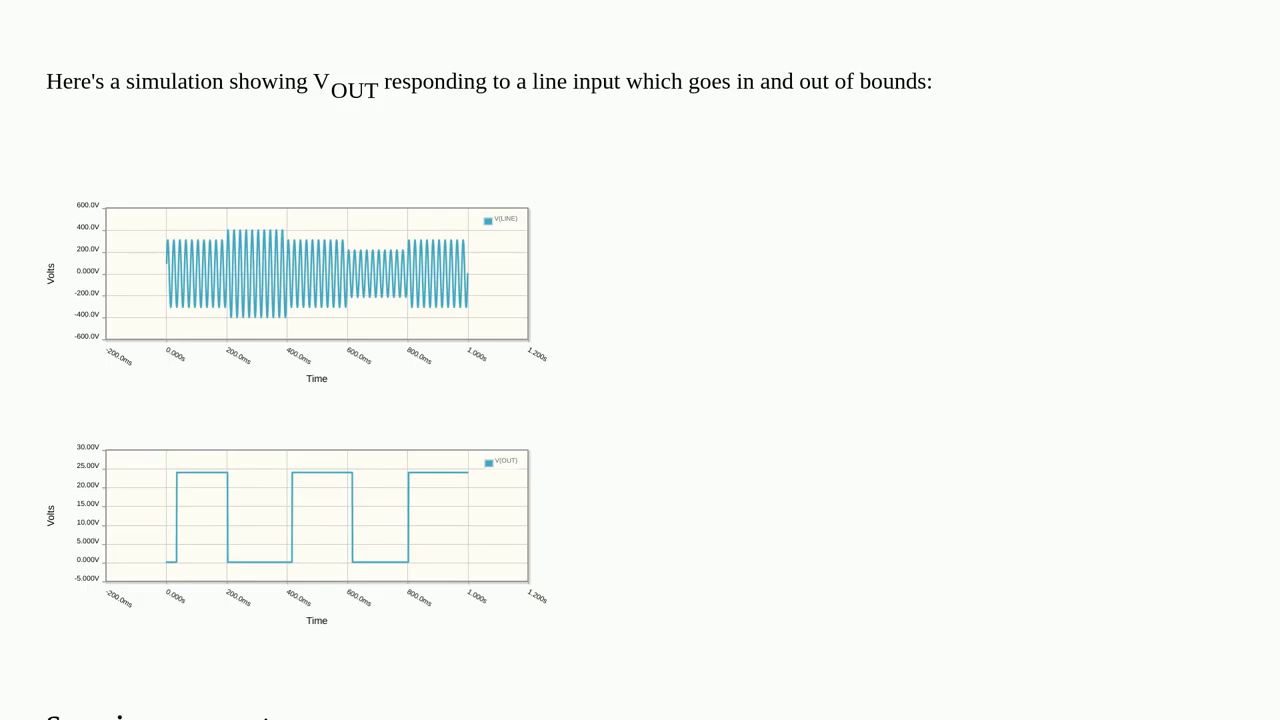 Here's a simulation showing VOUT responding to a line input which goes in and out of bounds:
600.0V
V(LINE)
400.0V
200.0V
Volts
0.000V
-200.0V
-400.0V
-600.0V
-200.0ms 0.000s 200.0ms 400.0ms 600.0ms 800.0ms 1.000s 1.200s
Time
30.00V
V(OUT)
25.00V
20.00V
15.00V
Volts
10.00V
5.000V
0.000V
-5.000V
-200.0ms 0.000s 200.0ms 400.0ms 600.0ms 800.0ms 1.000s 1.200s
Time